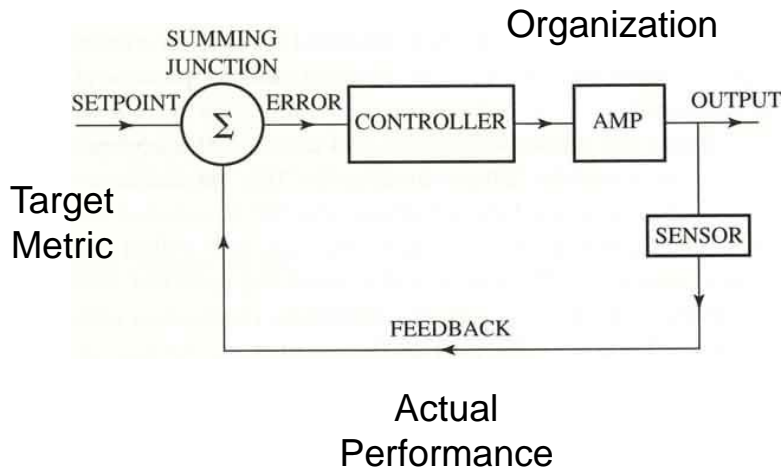 Organization
SUMMING
JUNCTION
SETPOINT
Σ
ERROR
CONTROLLER
AMP
OUTPUT
Target
Metric
SENSOR
FEEDBACK
Actual
Performance